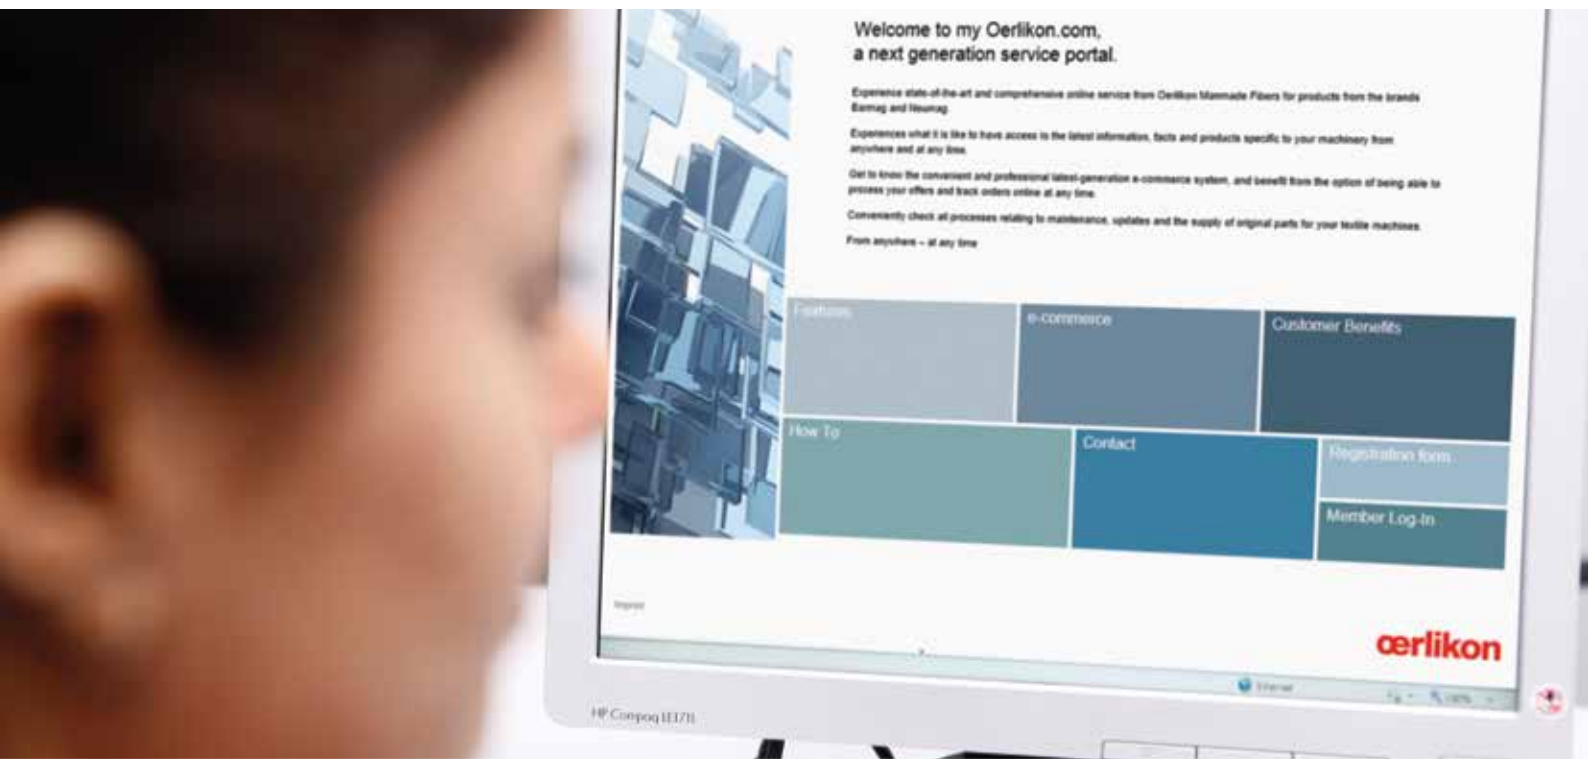 Welcome to my Oerlikon.com,
a next generation service portal.
Experience state-of-the-art and comprehensive online service from Oerlikon Manmade Fibers for products from the brands
Barmag and Neumag.
Experiences what it is like to have access to the latest information, facts and products specific to your machinery from
anywhere and at any time.
Get to know the convenient and professional latest-generation e-commerce system, and benefit from the option of being able to
process your offers and track orders online at any time.
Conveniently check all processes relating to maintenance, updates and the supply of original parts for your textile machines.
From anywhere – at any time
Features
e-commerce
Customer Benefits
How To
Contact
Registration form
Member Log-In
Imprint
œrlikon
Internet
HP Compaq LE1711